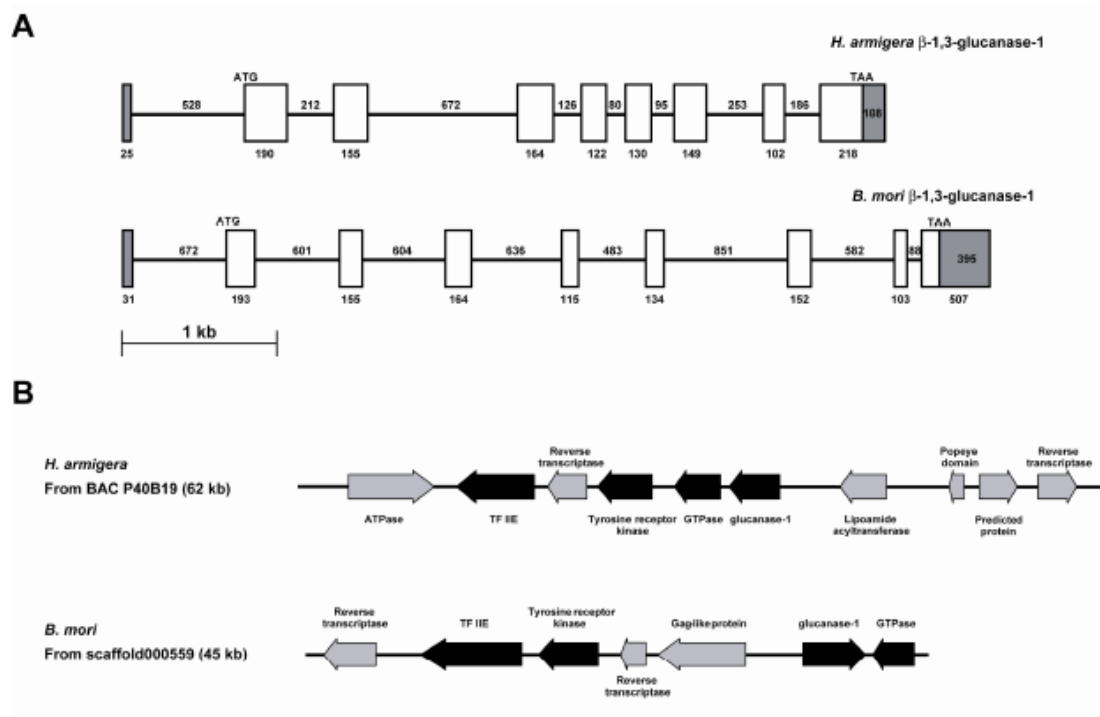 A
H. armigera β-1,3-glucanase-1
ATG
TAA
528 212 672 126 80 95 253 186 108
25 190 155 164 122 130 149 102 218
B. mori β-1,3-glucanase-1
ATG
TAA
672 601 604 636 483 851 582 88 395
31 193 155 164 115 134 152 103 507
1 kb
B
H. armigera
From BAC P40B19 (62 kb)
Reverse
transcriptase
Popeye
domain
Reverse
transcriptase
ATPase
TF IIE
Tyrosine receptor
kinase
GTPase
glucanase-1
Lipoamide
acyltransferase
Predicted
protein
B. mori
From scaffold000559 (45 kb)
Reverse
transcriptase
TF IIE
Tyrosine receptor
kinase
Gag-like protein
glucanase-1
GTPase
Reverse
transcriptase